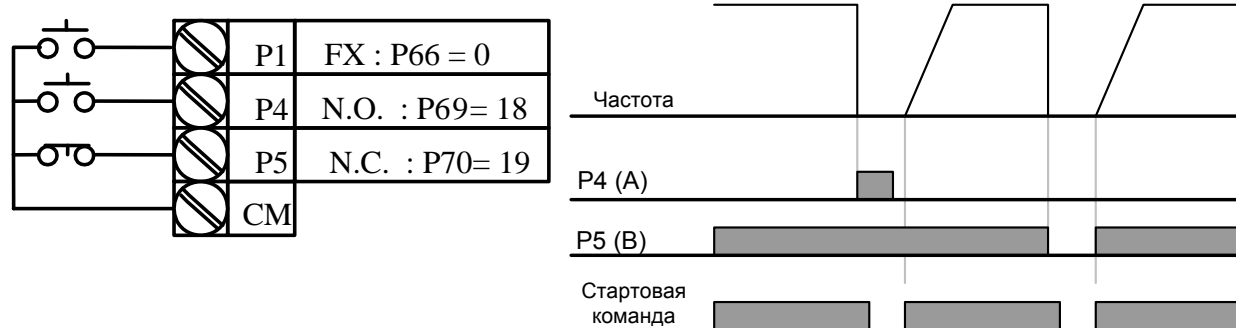 P1 FX : P66 = 0
P4 N.O. : P69= 18
P5 N.C. : P70= 19
CM
Частота
P4 (A)
P5 (B)
Стартовая
команда